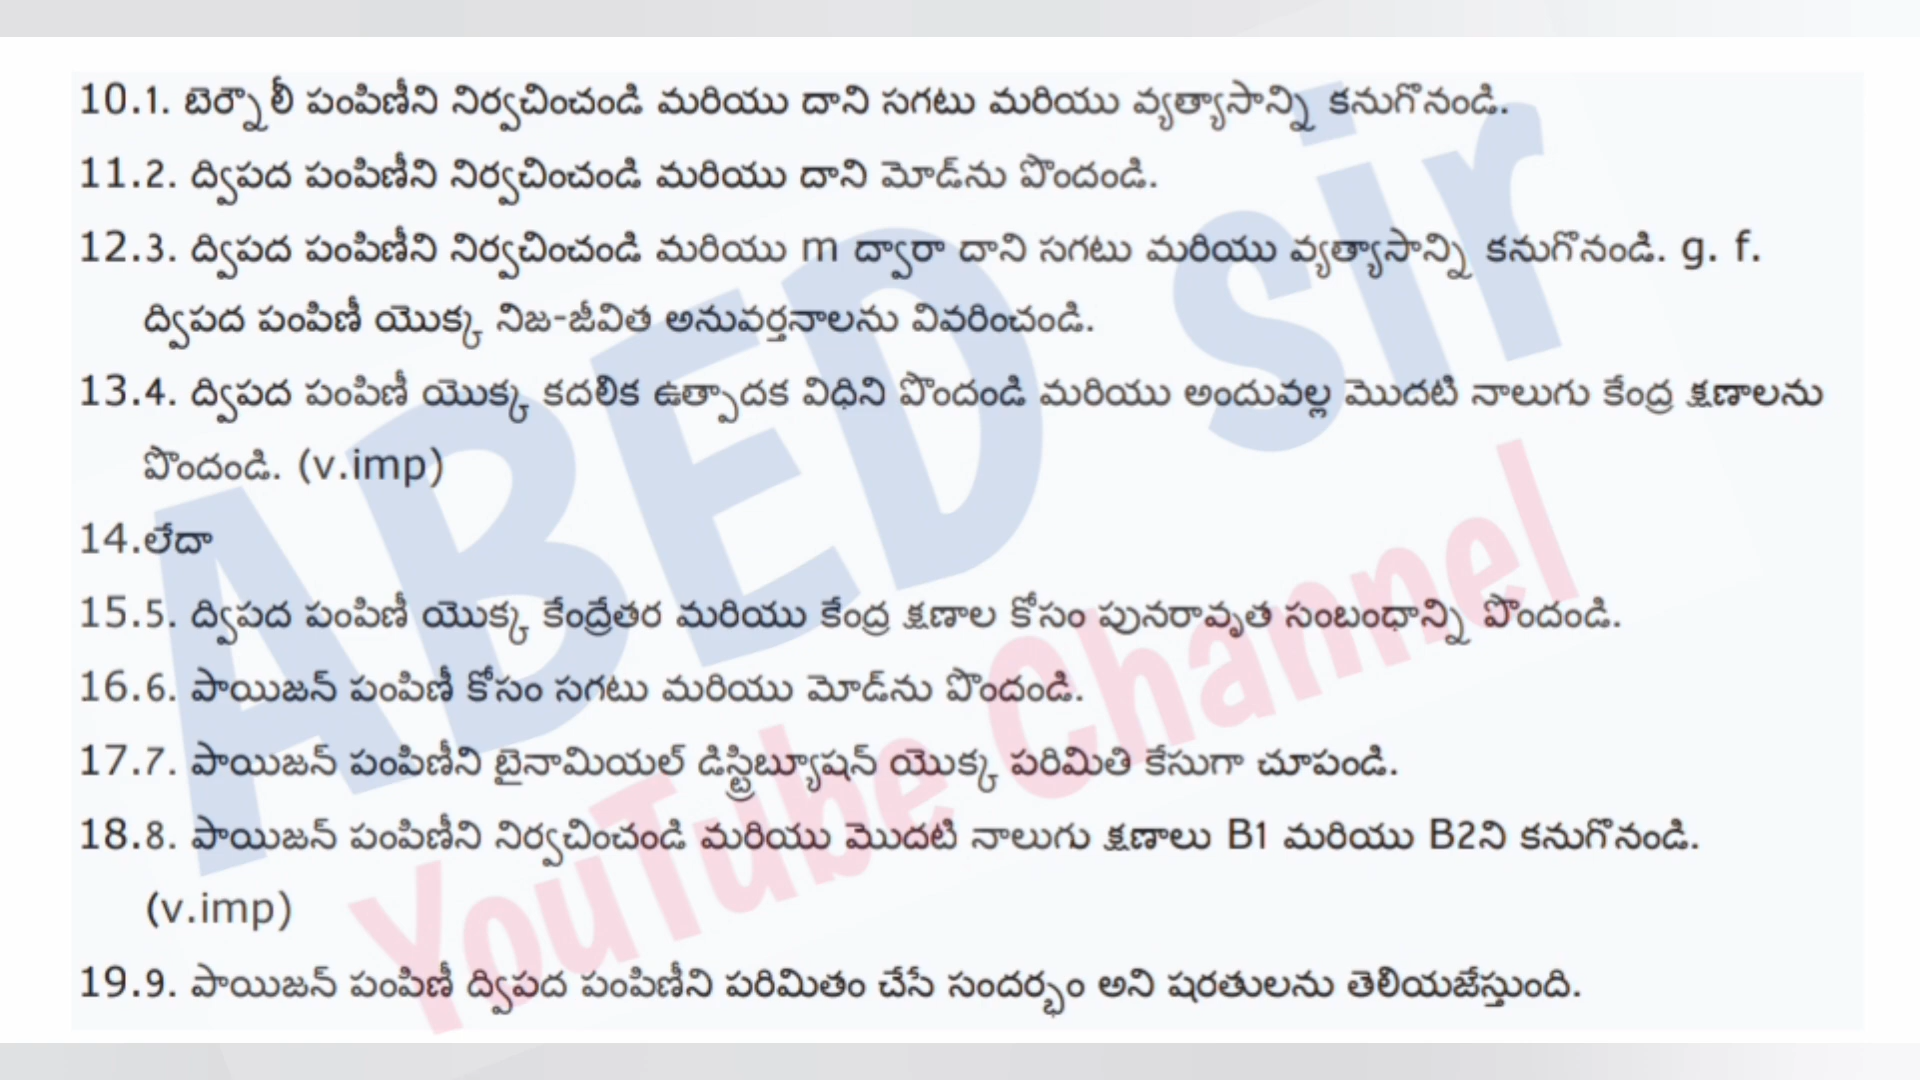 10.1. బెర్నౌలీ పంపిణీని నిర్వచించండి మరియు దాని సగటు మరియు వ్యత్యాసాన్ని కనుగొనండి.
11.2. ద్విపద పంపిణీని నిర్వచించండి మరియు దాని మోడ్‌ను పొందండి.
12.3. ద్విపద పంపిణీని నిర్వచించండి మరియు m ద్వారా దాని సగటు మరియు వ్యత్యాసాన్ని కనుగొనండి. g. f.
ద్విపద పంపిణీ యొక్క నిజ-జీవిత అనువర్తనాలను వివరించండి.
13.4. ద్విపద పంపిణీ యొక్క కదలిక ఉత్పాదక విధిని పొందండి మరియు అందువల్ల మొదటి నాలుగు కేంద్ర క్షణాలను
పొందండి. (v.imp)
14.లేదా
15.5. ద్విపద పంపిణీ యొక్క కేంద్రేతర మరియు కేంద్ర క్షణాల కోసం పునరావృత సంబంధాన్ని పొందండి.
16.6. పాయిజన్ పంపిణీ కోసం సగటు మరియు మోడ్‌ను పొందండి.
17.7. పాయిజన్ పంపిణీని బైనామియల్ డిస్ట్రిబ్యూషన్ యొక్క పరిమితి కేసుగా చూపండి.
18.8. పాయిజన్ పంపిణీని నిర్వచించండి మరియు మొదటి నాలుగు క్షణాలు B1 మరియు B2ని కనుగొనండి.
(v.imp)
19.9. పాయిజన్ పంపిణీ ద్విపద పంపిణీని పరిమితం చేసే సందర్భం అని షరతులను తెలియజేస్తుంది.
ABED sir
YouTube Channel